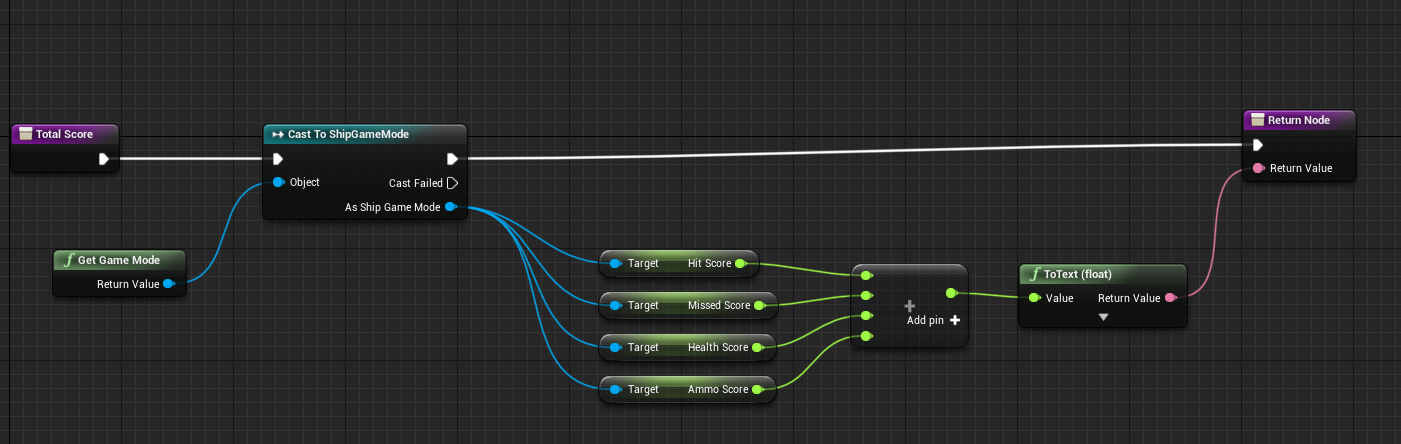 Total Score
Cast To ShipGameMode
Object
Cast Failed
As Ship Game Mode
f Get Game Mode
Return Value
Target Hit Score
Target Missed Score
Target Health Score
Target Ammo Score
+
Add pin +
f ToText (float)
Value Return Value
Return Node
Return Value